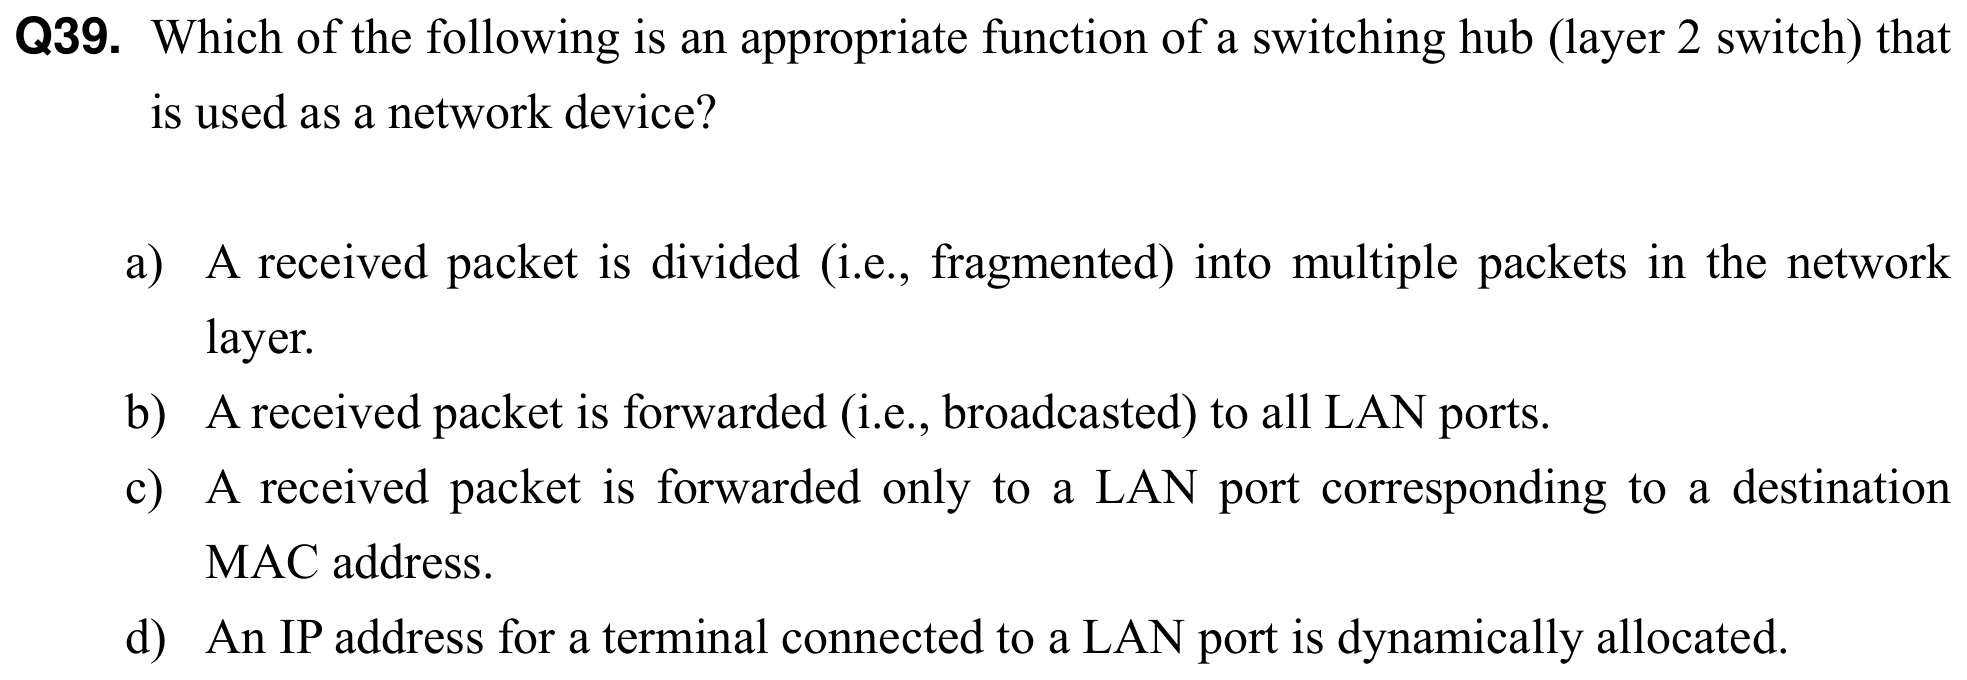 Q39. Which of the following is an appropriate function of a switching hub (layer 2 switch) that
is used as a network device?
a) A received packet is divided (i.e., fragmented) into multiple packets in the network
layer.
b) A received packet is forwarded (i.e., broadcasted) to all LAN ports.
c) A received packet is forwarded only to a LAN port corresponding to a destination
MAC address.
d) An IP address for a terminal connected to a LAN port is dynamically allocated.